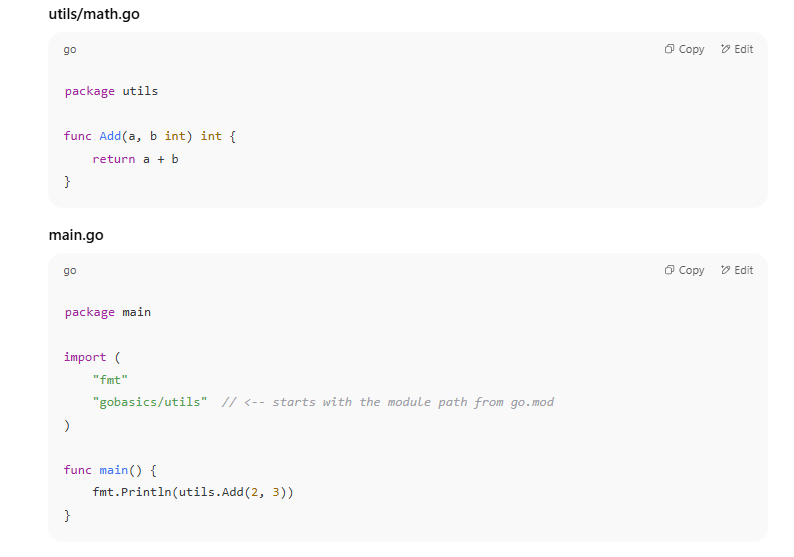 utils/math.go
go
Copy
Edit
package utils
func Add(a, b int) int {
    return a + b
}
main.go
go
Copy
Edit
package main
import (
    "fmt"
    "gobasics/utils"  // <-- starts with the module path from go.mod
)
func main() {
    fmt.Println(utils.Add(2, 3))
}